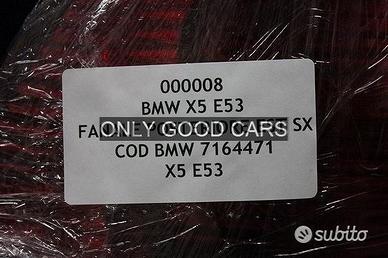 000008
BMW X5 E53
ONLY GOOD CARS
SX
COD BMW 7164471
X5 E53
subito